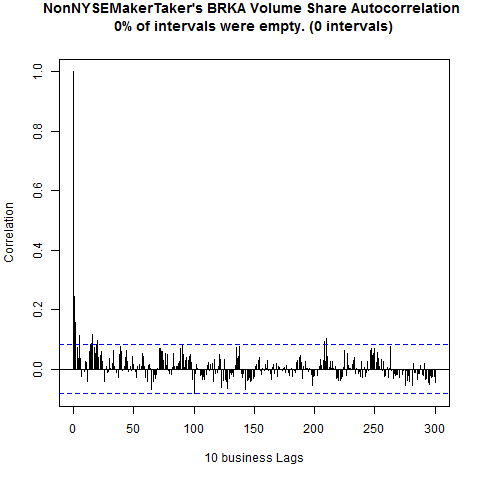 NonNYSEMakerTaker's BRKA Volume Share Autocorrelation
0% of intervals were empty. (0 intervals)
Correlation
1.0
0.8
0.6
0.4
0.2
0.0
0 50 100 150 200 250 300
10 business Lags